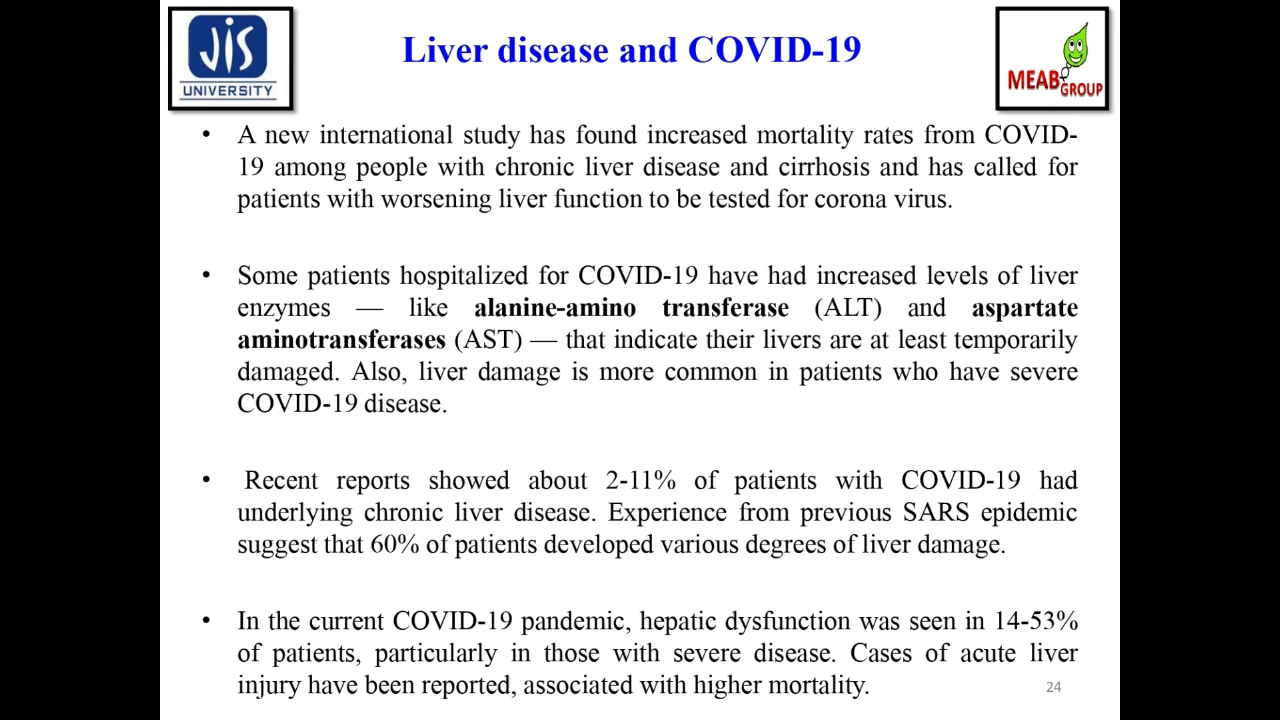 JIS
UNIVERSITY
Liver disease and COVID-19
MEAB GROUP
• A new international study has found increased mortality rates from COVID-
19 among people with chronic liver disease and cirrhosis and has called for
patients with worsening liver function to be tested for corona virus.
• Some patients hospitalized for COVID-19 have had increased levels of liver
enzymes — like alanine-amino transferase (ALT) and aspartate
aminotransferases (AST) — that indicate their livers are at least temporarily
damaged. Also, liver damage is more common in patients who have severe
COVID-19 disease.
• Recent reports showed about 2-11% of patients with COVID-19 had
underlying chronic liver disease. Experience from previous SARS epidemic
suggest that 60% of patients developed various degrees of liver damage.
• In the current COVID-19 pandemic, hepatic dysfunction was seen in 14-53%
of patients, particularly in those with severe disease. Cases of acute liver
injury have been reported, associated with higher mortality.
24